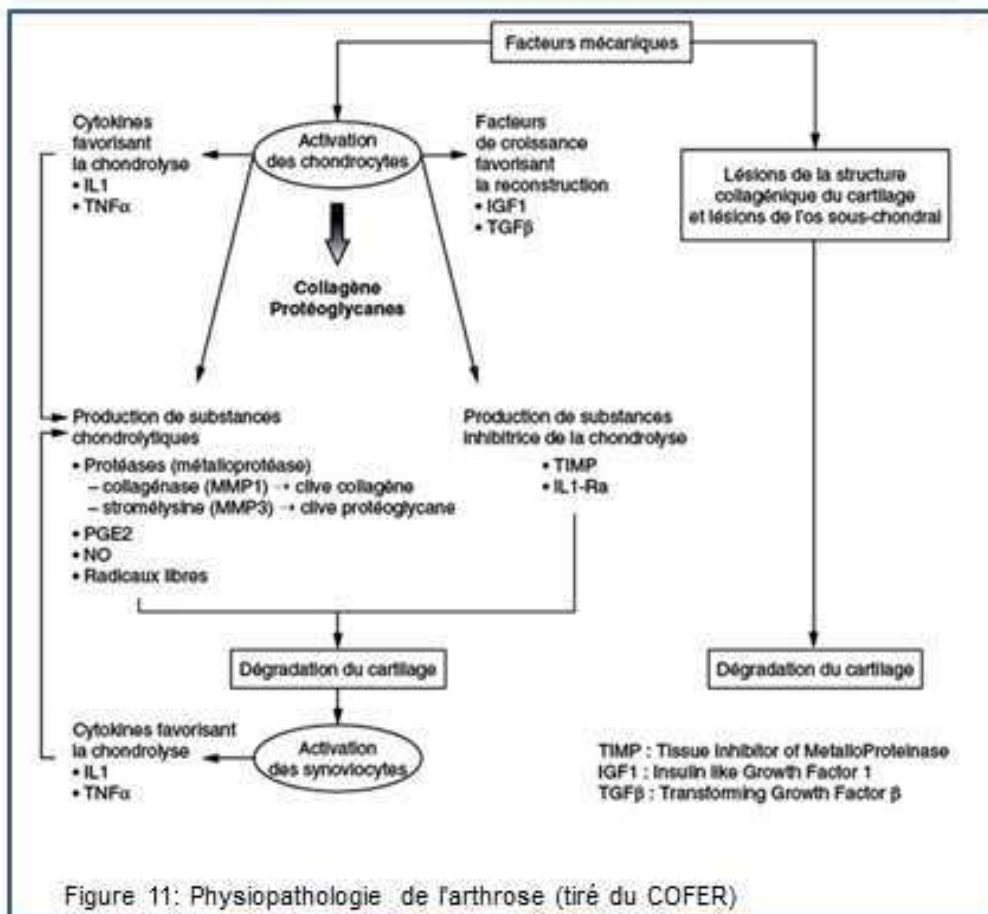 Facteurs mécaniques
Cytokines
favorisant
la chondrolyse
• IL1
• TNFα
Activation
des chondrocytes
Facteurs
de croissance
favorisant
la reconstruction
• IGF1
• TGFβ
Lésions de la structure
collagénique du cartilage
et lésions de l'os sous-chondral
Collagène
Protéoglycanes
Production de substances
chondrolytiques
• Protéases (métalloprotéase)
– collagénase (MMP1) → clive collagène
– stromélysine (MMP3) → clive protéoglycane
• PGE2
• NO
• Radicaux libres
Production de substances
inhibitrice de la chondrolyse
• TIMP
• IL1-Ra
Dégradation du cartilage
Dégradation du cartilage
Cytokines favorisant
la chondrolyse
• IL1
• TNFα
Activation
des synoviocytes
TIMP : Tissue Inhibitor of MetalloProteinase
IGF1 : Insulin like Growth Factor 1
TGFβ : Transforming Growth Factor β
Figure 11: Physiopathologie de l'arthrose (tiré du COFER)